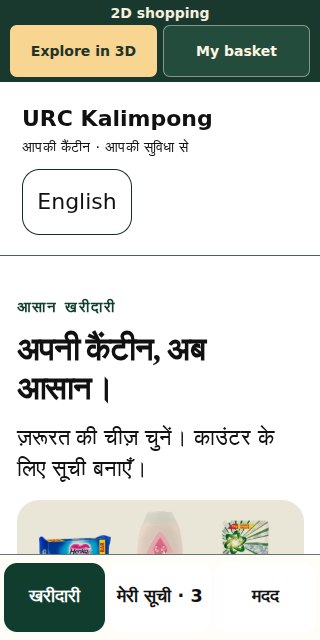 2D shopping
Explore in 3D
My basket
URC Kalimpong
आपकी कैंटीन · आपकी सुविधा से
English
आसान खरीदारी
अपनी कैंटीन, अब
आसान।
ज़रूरत की चीज़ चुनें। काउंटर के
लिए सूची बनाएँ।
Henko
खरीदारी
मेरी सूची · 3
मदद